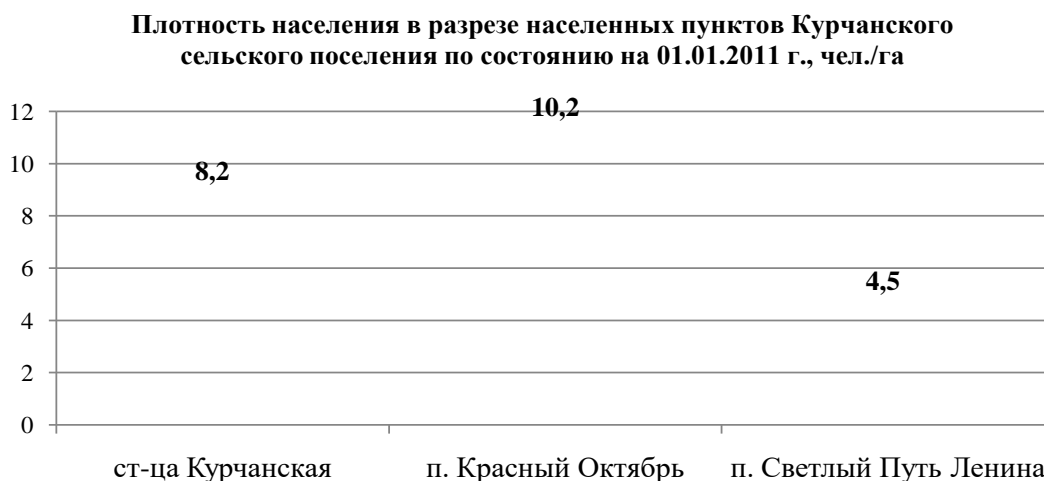 Плотность населения в разрезе населенных пунктов Курчанского
сельского поселения по состоянию на 01.01.2011 г., чел./га
12
10
8
6
4
2
0
8,2
10,2
4,5
ст-ца Курчанская
п. Красный Октябрь
п. Светлый Путь Ленина